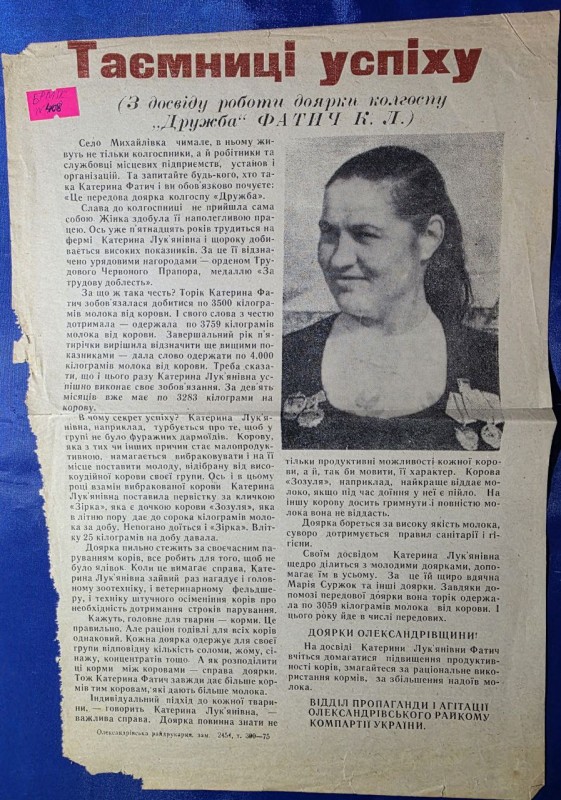 Таємниці успіху
(З досвіду роботи доярки колгоспу
„Дружба“ ФАТИЧ К. Л.)
408
Село Михайлівка чимале, в ньому жи-
вуть не тільки колгоспники, а й робітники та
службовці місцевих підприємств, установ і
організацій. Та запитайте будь-кого, хто та-
ка Катерина Фатич і ви обов'язково почуєте:
«Це передова доярка колгоспу «Дружба».
Слава до колгоспниці не прийшла сама
собою Жінка здобула її наполегливою пра-
цею. Ось уже п'ятнадцять років трудиться на
фермі Катерина Лук'янівна і щороку добн-
вається високих показників. За це її відзна-
чено урядовими нагородами — орденом Тру-
дового Червоного Прапора, медаллю «За
трудову доблесть».
За що ж така честь? Торік Катерина Фа-
тич зобов'язалася добитися по 3500 кілогра-
мів молока від корови. І свого слова з честю
дотримала — одержала по 3759 кілограмів
молока від корови. Завершальний рік п'я-
тирічки вирішила відзначити ще вищими по-
казниками — дала слово одержати по 4.000
кілограмів молока від корови. Треба сказа-
ти, що і цього разу Катерина Лук'янівна ус-
пішно виконає своє зобов'язання. За дев'ять
місяців вже має по 3283 кілограми на
корову.
В чому секрет успіху? Катерина Лук'я-
нівна, наприклад, турбується про те, щоб у
групі не було фуражних дармоїдів. Корову,
яка з тих чи інших причин стає малопродук-
тивною, намагається вибраковувати і на її
місце поставити молоду, відібрану від висо-
коудійної корови своєї групи. Ось і в цьому
році взамін вибракованої корови Катерина
Лук'янівна поставила первістку за кличкою
«Зірка», яка є дочкою корови «Зозуля», яка
в літню пору дає до сорока кілограмів моло-
ка за добу. Непогано доїться і «Зірка». Вліт-
ку 25 кілограмів на добу давала.
Доярка пильно стежить за своєчасним па-
руванням корів, все робить для того, щоб не
було ялівок. Коли це вимагає справа, Кате-
рина Лук'янівна зайвий раз нагадує і голов-
ному зоотехніку, і ветеринарному фельдше-
ру, і техніку штучного осіменіння корів про
необхідність дотримання строків парування.
Кажуть, головне для тварин — корми. Це
правильно. Але раціон годівлі для всіх корів
однаковий. Кожна доярка одержує для своєї
групи відповідну кількість соломи, жому, сі-
нажу, концентратів тощо. А як розподілити
ці корми між коровами — справа доярки.
Тож Катерина Фатич завжди дає більше кор-
мів тим коровам, які дають більше молока.
Індивідуальний підхід до кожної твари-
ни, — говорить Катерина Лук'янівна, —
важлива справа. Доярка повинна знати не
тільки продуктивні можливості кожної коро-
ви, а й, так би мовити, її характер. Корова
«Зозуля», наприклад, найкраще віддає мо-
локо, якщо під час доїння у неї є пійло. На
іншу корову досить гримнути і повністю мо-
лока вона не віддасть.
Доярка бореться за високу якість молока,
суворо дотримується правил санітарії і гі-
гієни.
Своїм досвідом Катерина Лук'янівна
щедро ділиться з молодими доярками, допо-
магає їм в усьому. За це їй щиро вдячна
Марія Суржок та інші доярки. Завдяки до-
помозі передової доярки вона торік одержа-
ла по 3059 кілограмів молока від корови. І
цього року йде в числі передових.
ДОЯРКИ ОЛЕКСАНДРІВЩИНИ!
На досвіді Катерини Лук'янівни Фатич
вчіться домагатися підвищення продуктив-
ності корів, змагайтеся за раціональне вико-
ристання кормів, за збільшення надоїв мо-
лока.
ВІДДІЛ ПРОПАГАНДИ І АГІТАЦІЇ
ОЛЕКСАНДРІВСЬКОГО РАЙКОМУ
КОМПАРТІЇ УКРАЇНИ.
Олександрівська райдрукарня, зам. 2454, т. 300—75